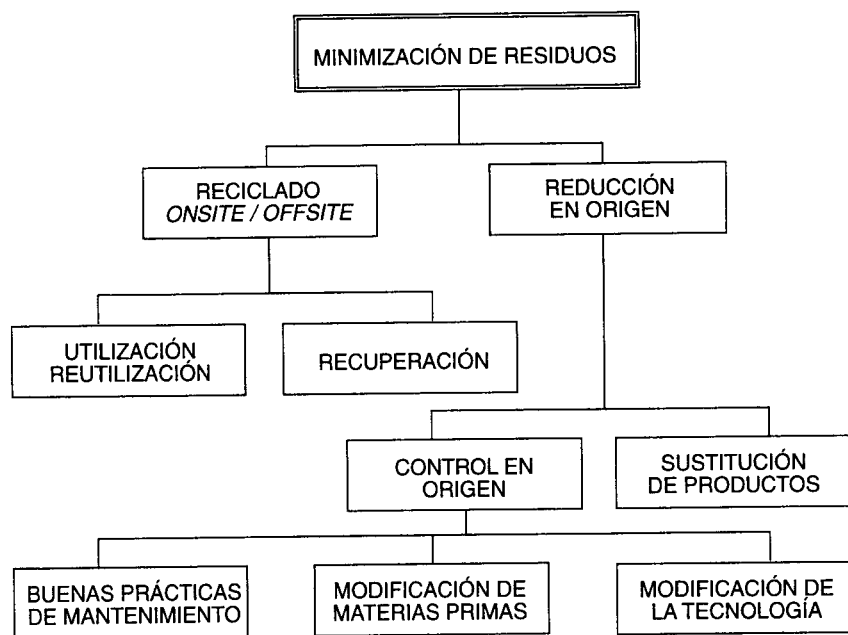 MINIMIZACIÓN DE RESIDUOS
RECICLADO
ONSITE / OFFSITE
REDUCCIÓN
EN ORIGEN
UTILIZACIÓN
REUTILIZACIÓN
RECUPERACIÓN
CONTROL EN
ORIGEN
SUSTITUCIÓN
DE PRODUCTOS
BUENAS PRÁCTICAS
DE MANTENIMIENTO
MODIFICACIÓN DE
MATERIAS PRIMAS
MODIFICACIÓN DE
LA TECNOLOGÍA